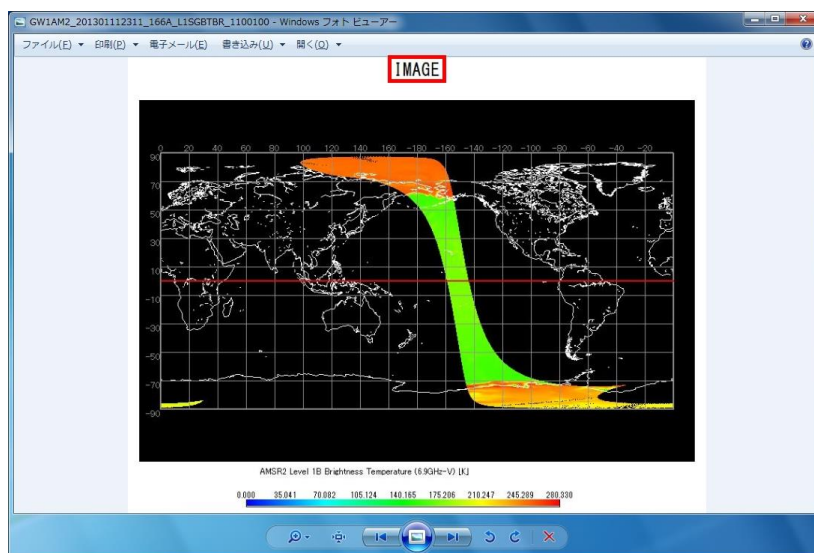 GW1AM2_201301112311_166A_L1SGBTBR_1100100 - Windows フォト ビューアー
ファイル(F) 印刷(P) 電子メール(E) 書き込み(U) 開く(O)
IMAGE
0 20 40 60 80 100 120 140 160 180 -160 -140 -120 -100 -80 -60 -40 -20
90
70
50
30
10
-10
-30
-50
-70
-90
AMSR2 Level 1B Brightness Temperature (6.9GHz-V) [K]
0.000 35.041 70.082 105.124 140.165 175.206 210.247 245.289 280.330